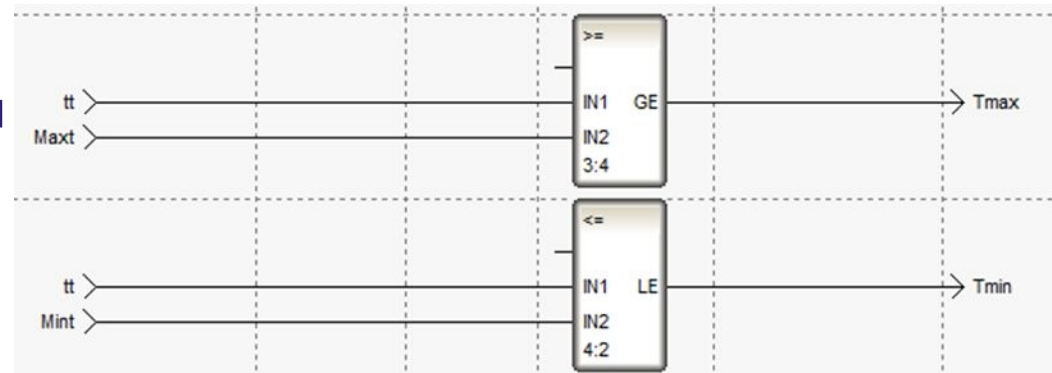 >=
tt IN1 GE Tmax
Maxt IN2
3:4
<=
tt IN1 LE Tmin
Mint IN2
4:2